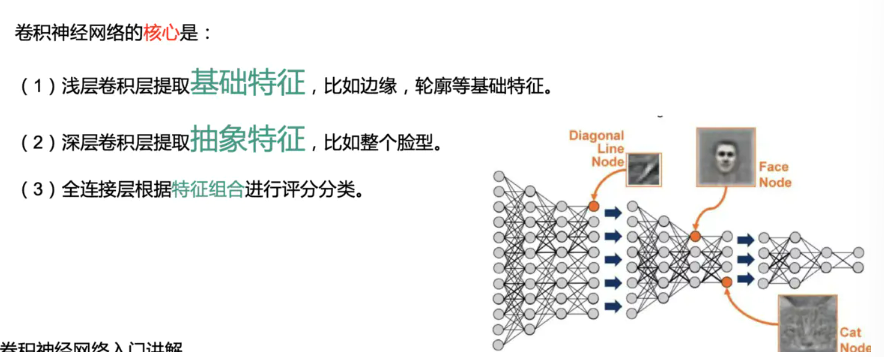 卷积神经网络的核心是：
（1）浅层卷积层提取基础特征，比如边缘，轮廓等基础特征。
（2）深层卷积层提取抽象特征，比如整个脸型。
（3）全连接层根据特征组合进行评分分类。
Diagonal
Line
Node
Face
Node
Cat
Node
卷积神经网络入门讲解